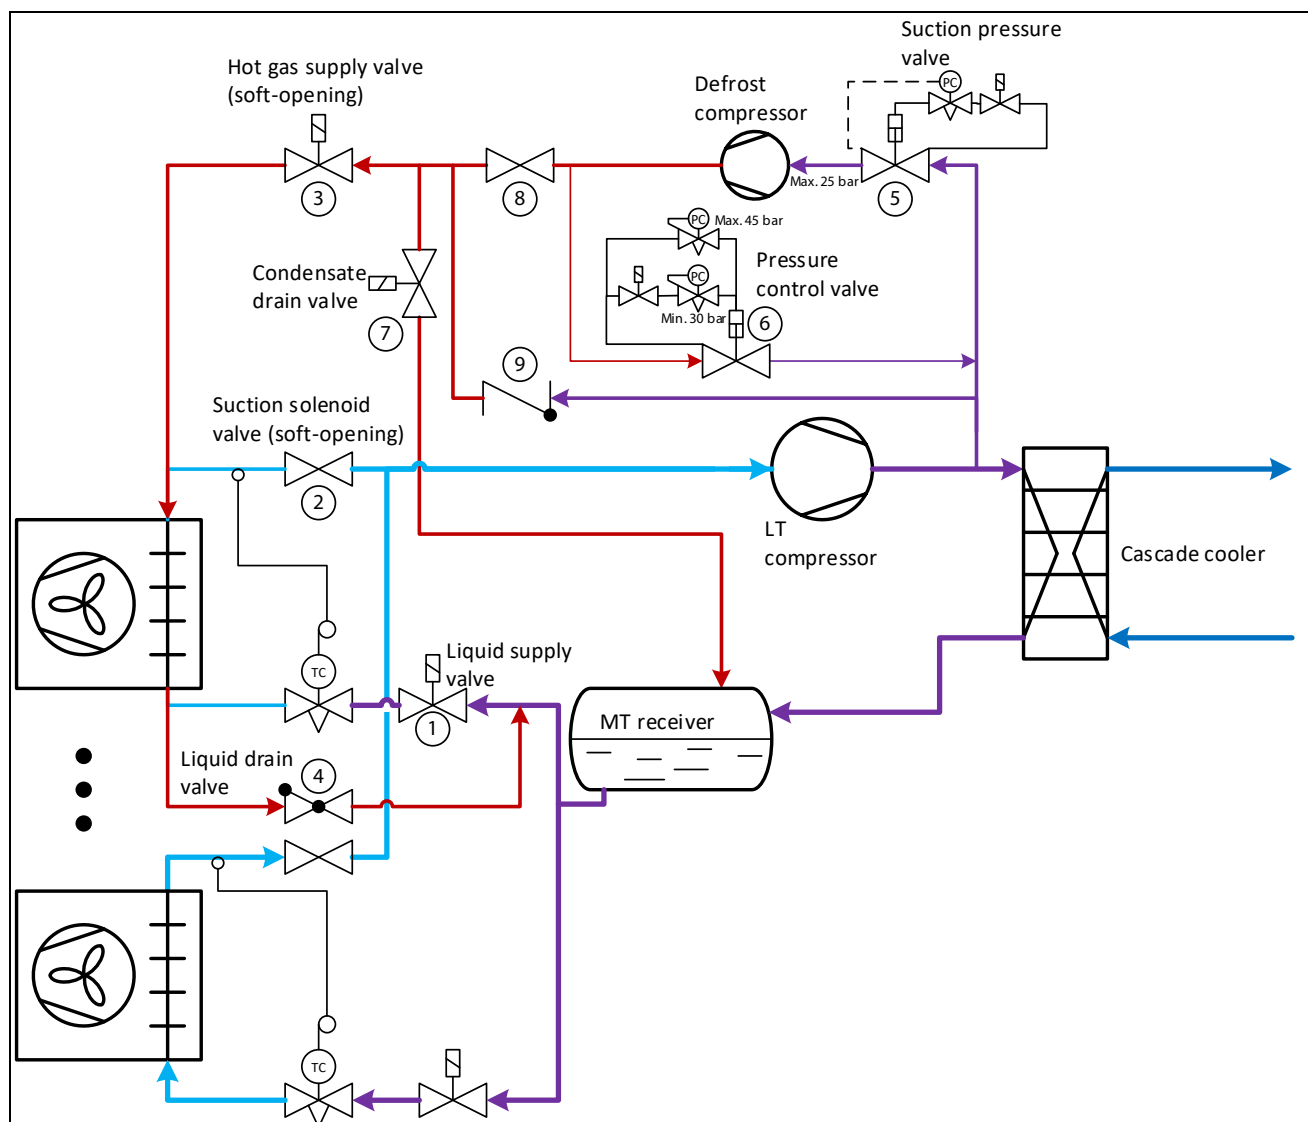 Suction pressure
valve
Hot gas supply valve
(soft-opening)
Defrost
compressor
PC
Max. 25 bar
3
8
5
PC
Max. 45 bar
Condensate
drain valve
PC
Pressure
control valve
Min. 30 bar
6
7
9
Suction solenoid
valve (soft-opening)
2
LT
compressor
Cascade cooler
TC
Liquid supply
valve
1
MT receiver
Liquid drain
valve
4
TC